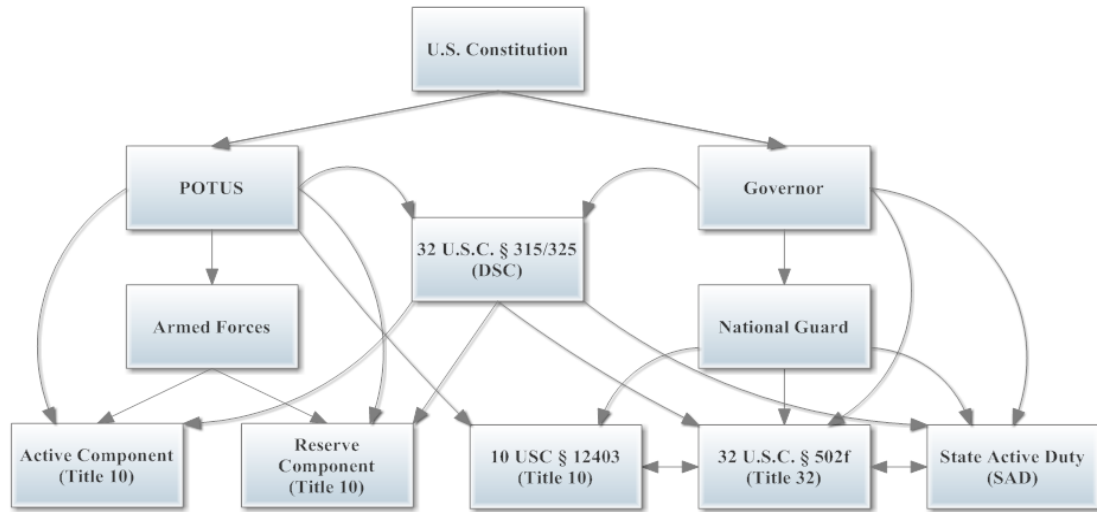 U.S. Constitution
POTUS
Governor
32 U.S.C. § 315/325
(DSC)
Armed Forces
National Guard
Active Component
(Title 10)
Reserve
Component
(Title 10)
10 USC § 12403
(Title 10)
32 U.S.C. § 502f
(Title 32)
State Active Duty
(SAD)